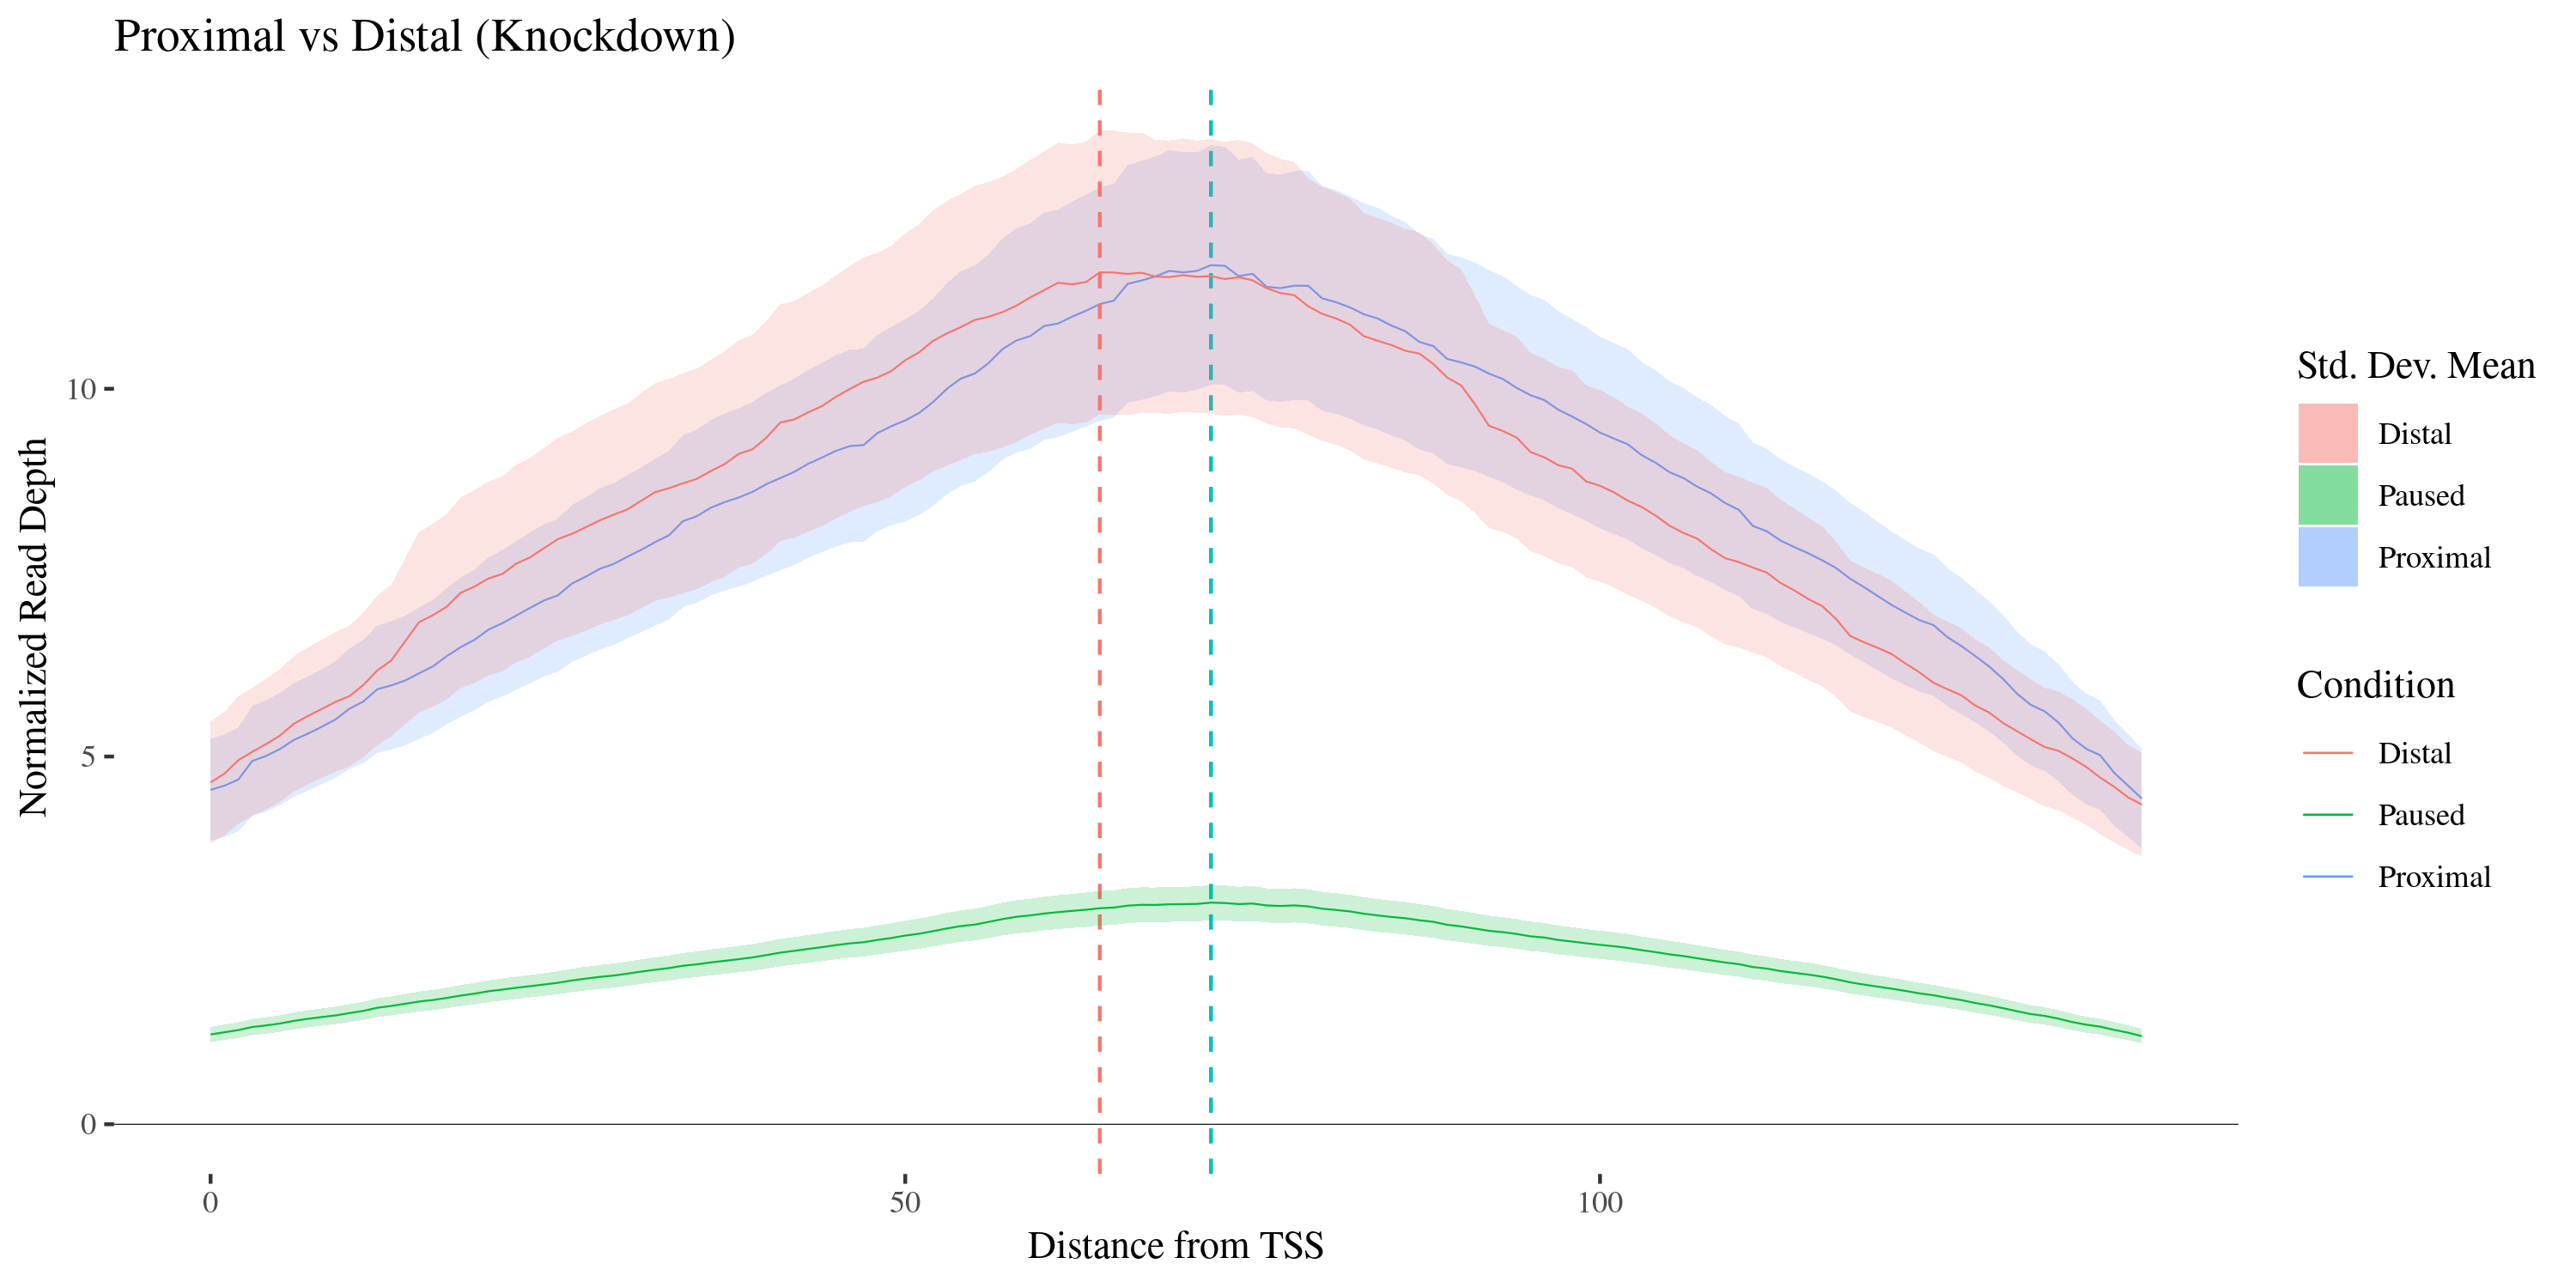 Proximal vs Distal (Knockdown)
Normalized Read Depth
10
5
0
0
50
100
Distance from TSS
Std. Dev. Mean
Distal
Paused
Proximal
Condition
Distal
Paused
Proximal